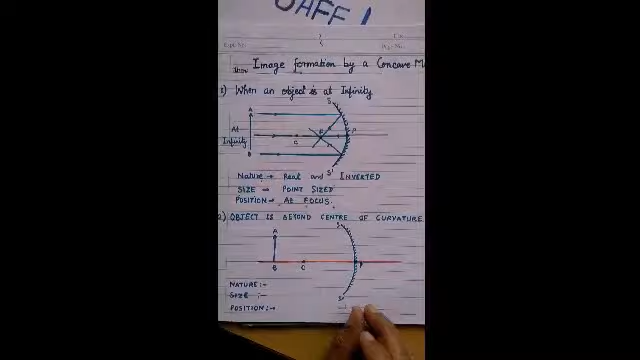 Image formation by a Concave M
1) When an object is at Infinity
S
A
At
Infinity
C
F
P
B
S'
NATURE → Real and INVERTED
SIZE → POINT SIZED
POSITION:→ At FOCUS.
2) OBJECT IS BEYOND CENTRE OF CURVATURE
S
A
B
C
P
S'
NATURE:-
SIZE :-
POSITION:→